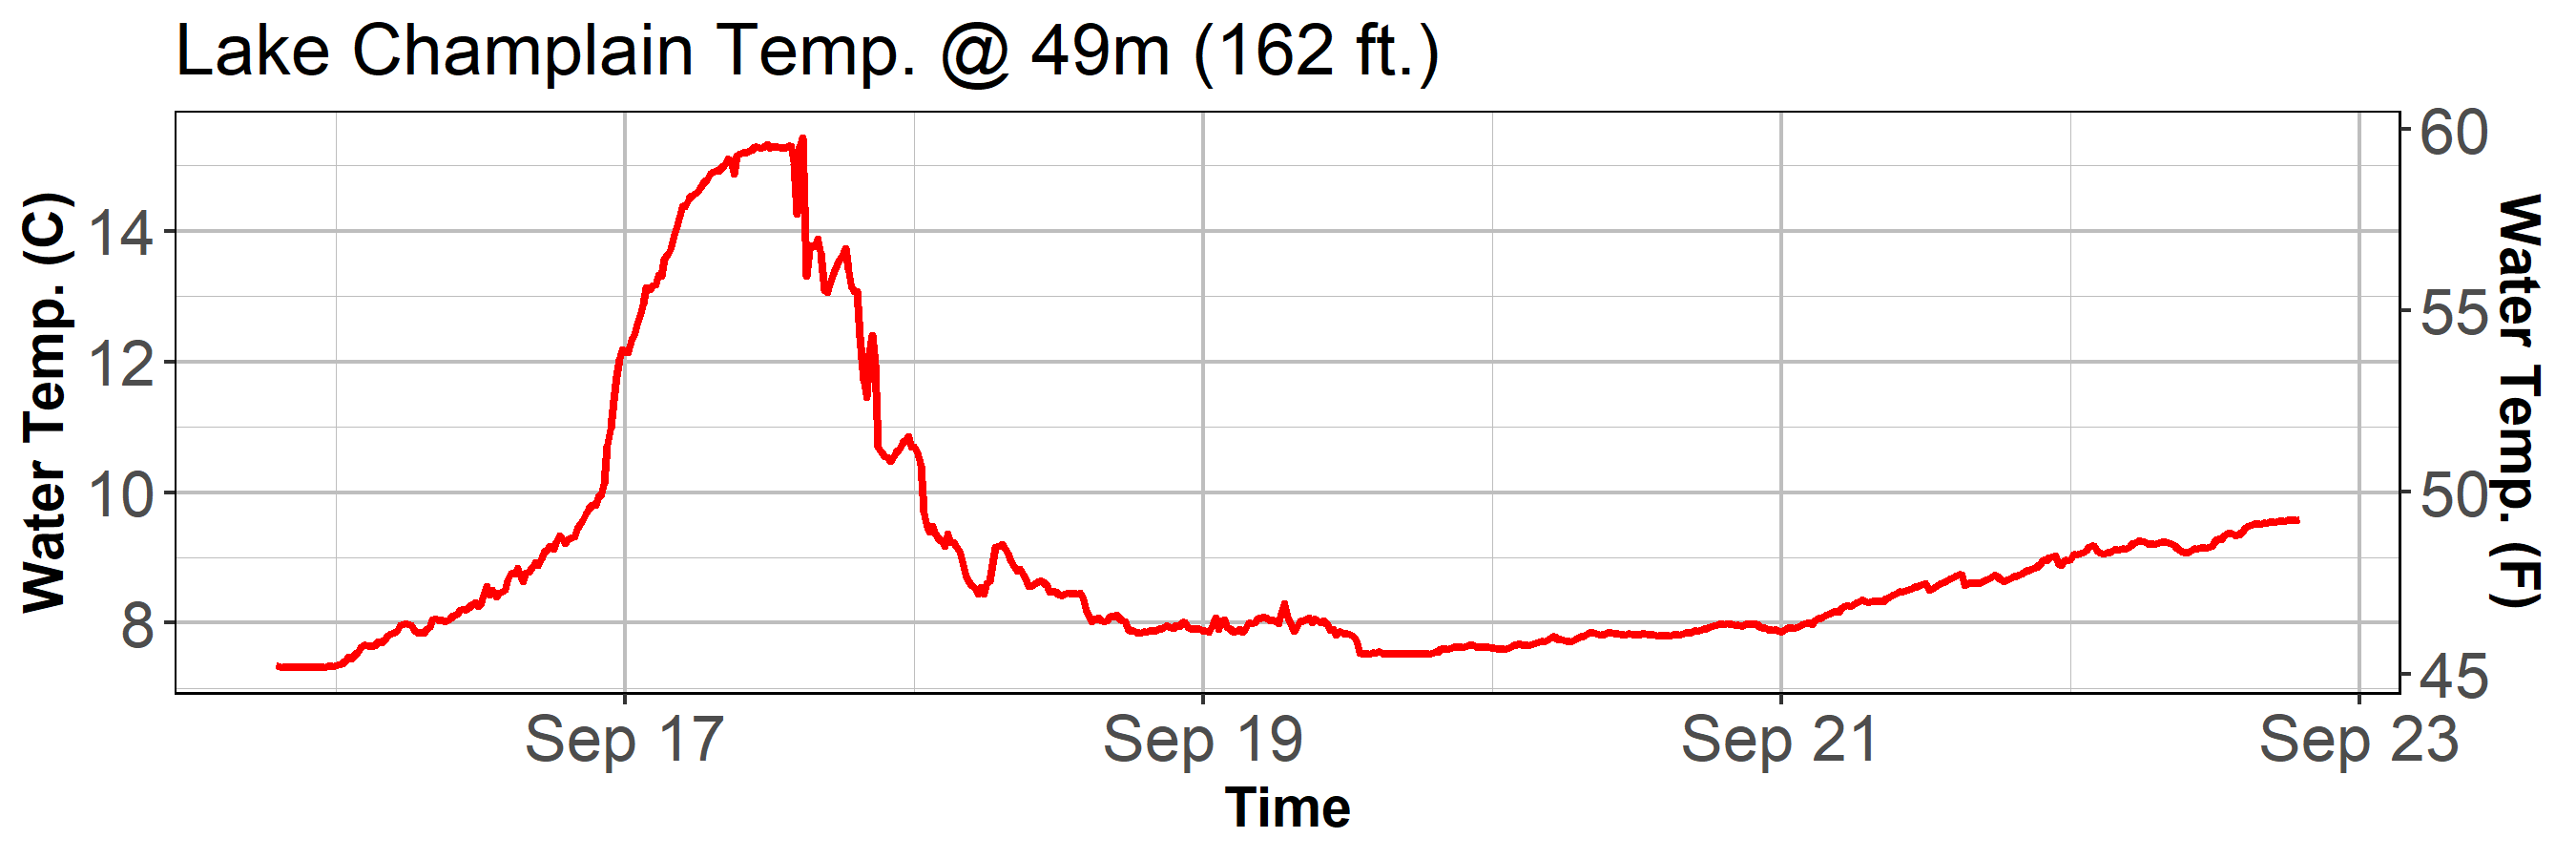 Lake Champlain Temp. @ 49m (162 ft.)
Water Temp. (C)
14
12
10
8
60
55
50
45
Water Temp. (F)
Sep 17 Sep 19 Sep 21 Sep 23
Time